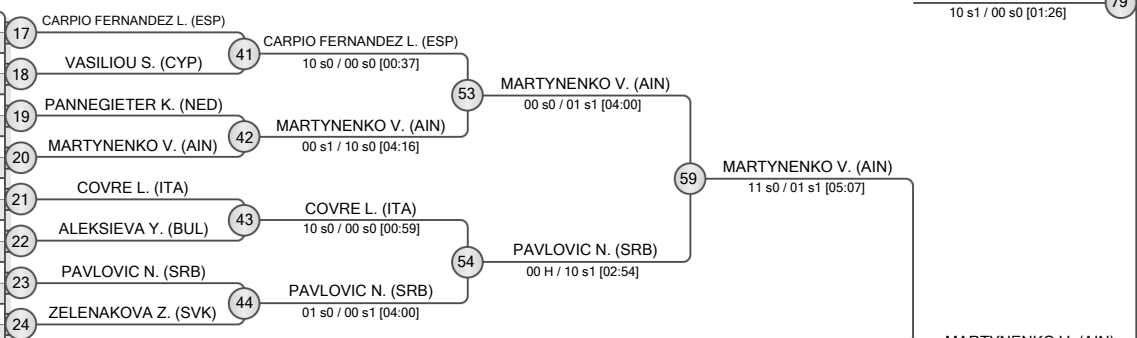 79
10 s1 / 00 s0 [01:26]
17
CARPIO FERNANDEZ L. (ESP)
18
VASILIOU S. (CYP)
41
CARPIO FERNANDEZ L. (ESP)
10 s0 / 00 s0 [00:37]
19
PANNEGIETER K. (NED)
20
MARTYNENKO V. (AIN)
42
MARTYNENKO V. (AIN)
00 s1 / 10 s0 [04:16]
53
MARTYNENKO V. (AIN)
00 s0 / 01 s1 [04:00]
21
COVRE L. (ITA)
22
ALEKSIEVA Y. (BUL)
43
COVRE L. (ITA)
10 s0 / 00 s0 [00:59]
23
PAVLOVIC N. (SRB)
24
ZELENAKOVA Z. (SVK)
44
PAVLOVIC N. (SRB)
01 s0 / 00 s1 [04:00]
54
PAVLOVIC N. (SRB)
00 H / 10 s1 [02:54]
59
MARTYNENKO V. (AIN)
11 s0 / 01 s1 [05:07]
MARTYNENKO V. (AIN)